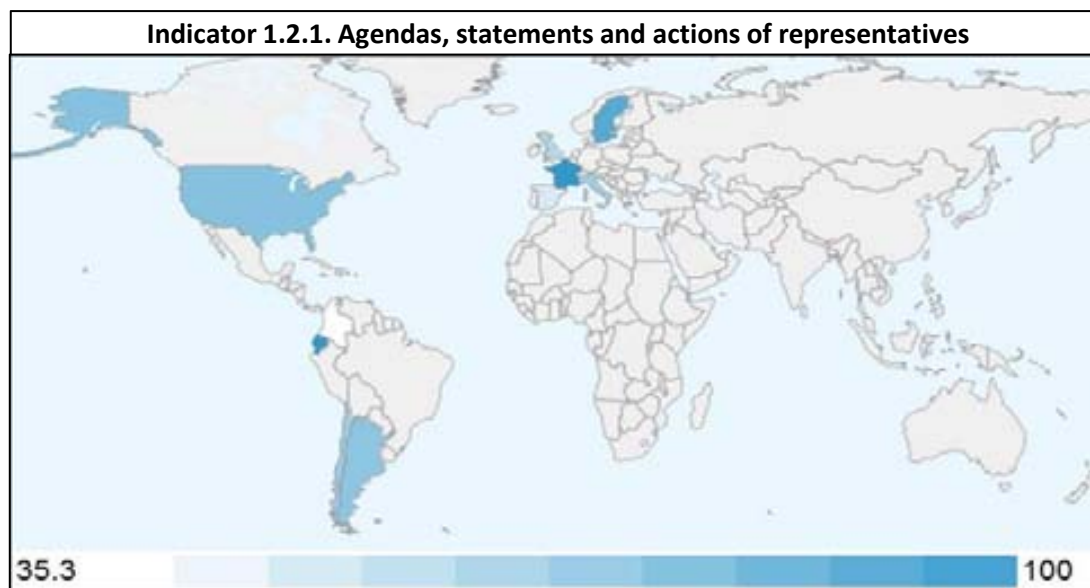 Indicator 1.2.1. Agendas, statements and actions of representatives
35.3 100